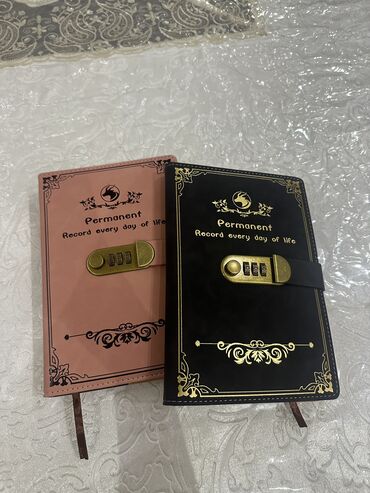 Permanent
Record every day of life
Permanent
Record every day of life